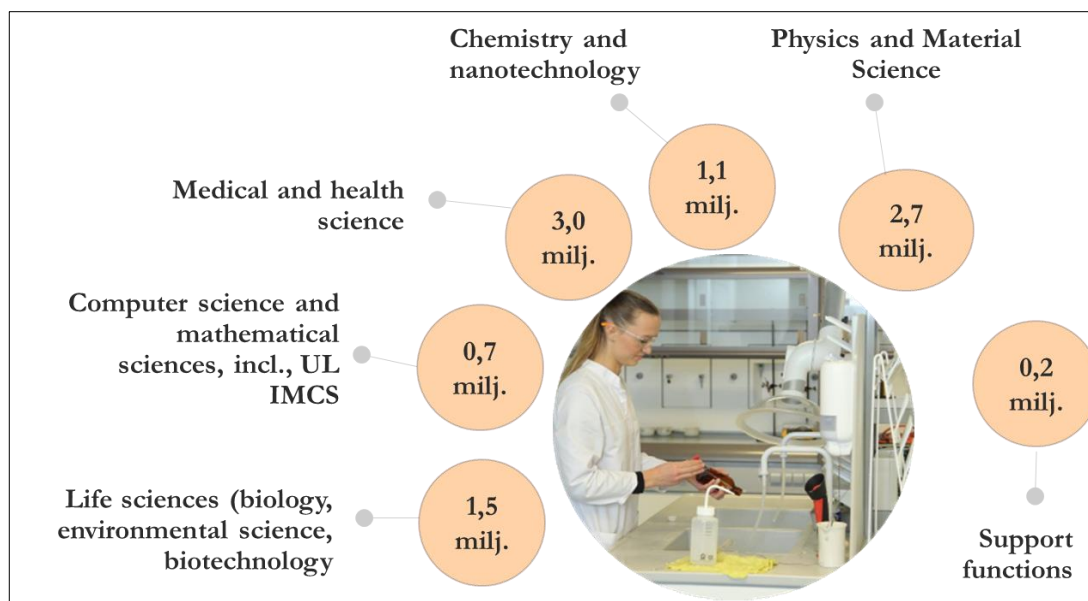 Chemistry and
nanotechnology
Physics and Material
Science
1,1
milj.
2,7
milj.
Medical and health
science
3,0
milj.
Computer science and
mathematical
sciences, incl., UL
IMCS
0,7
milj.
0,2
milj.
Life sciences (biology,
environmental science,
biotechnology
1,5
milj.
Support
functions